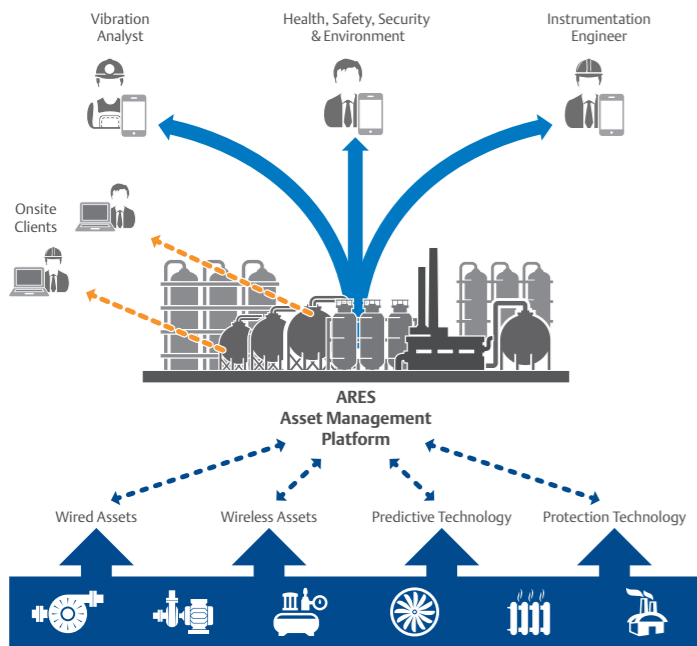 Vibration
Analyst
Health, Safety, Security
& Environment
Instrumentation
Engineer
Onsite
Clients
ARES
Asset Management
Platform
Wired Assets
Wireless Assets
Predictive Technology
Protection Technology